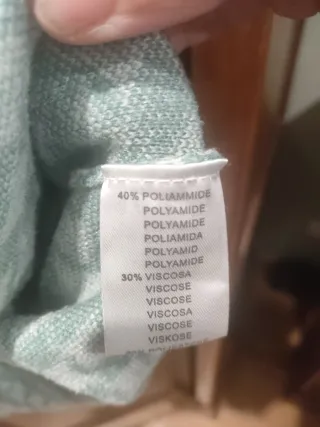 40% POLIAMMIDE
POLYAMIDE
POLYAMIDE
POLIAMIDA
POLYAMID
POLYAMIDE
30% VISCOSA
VISCOSE
VISCOSE
VISCOSA
VISCOSE
VISKOSE